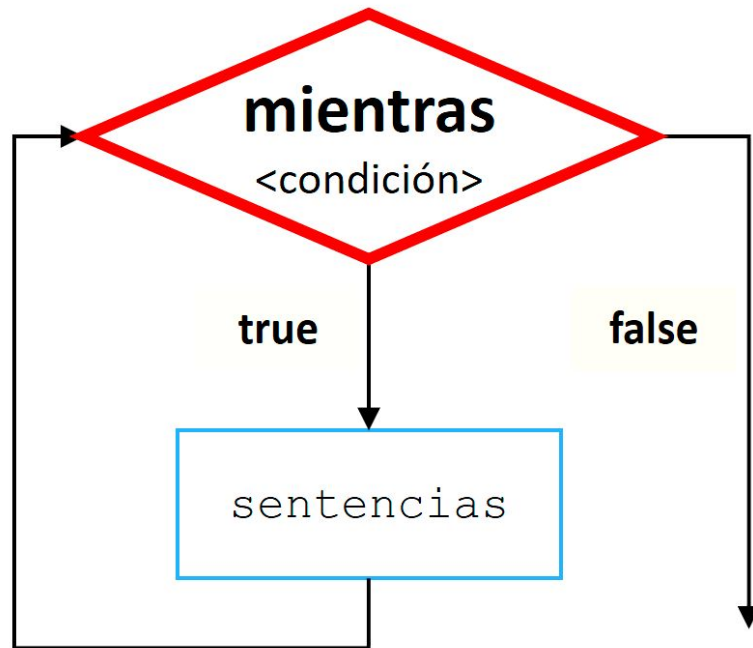 mientras
<condición>
true
false
sentencias